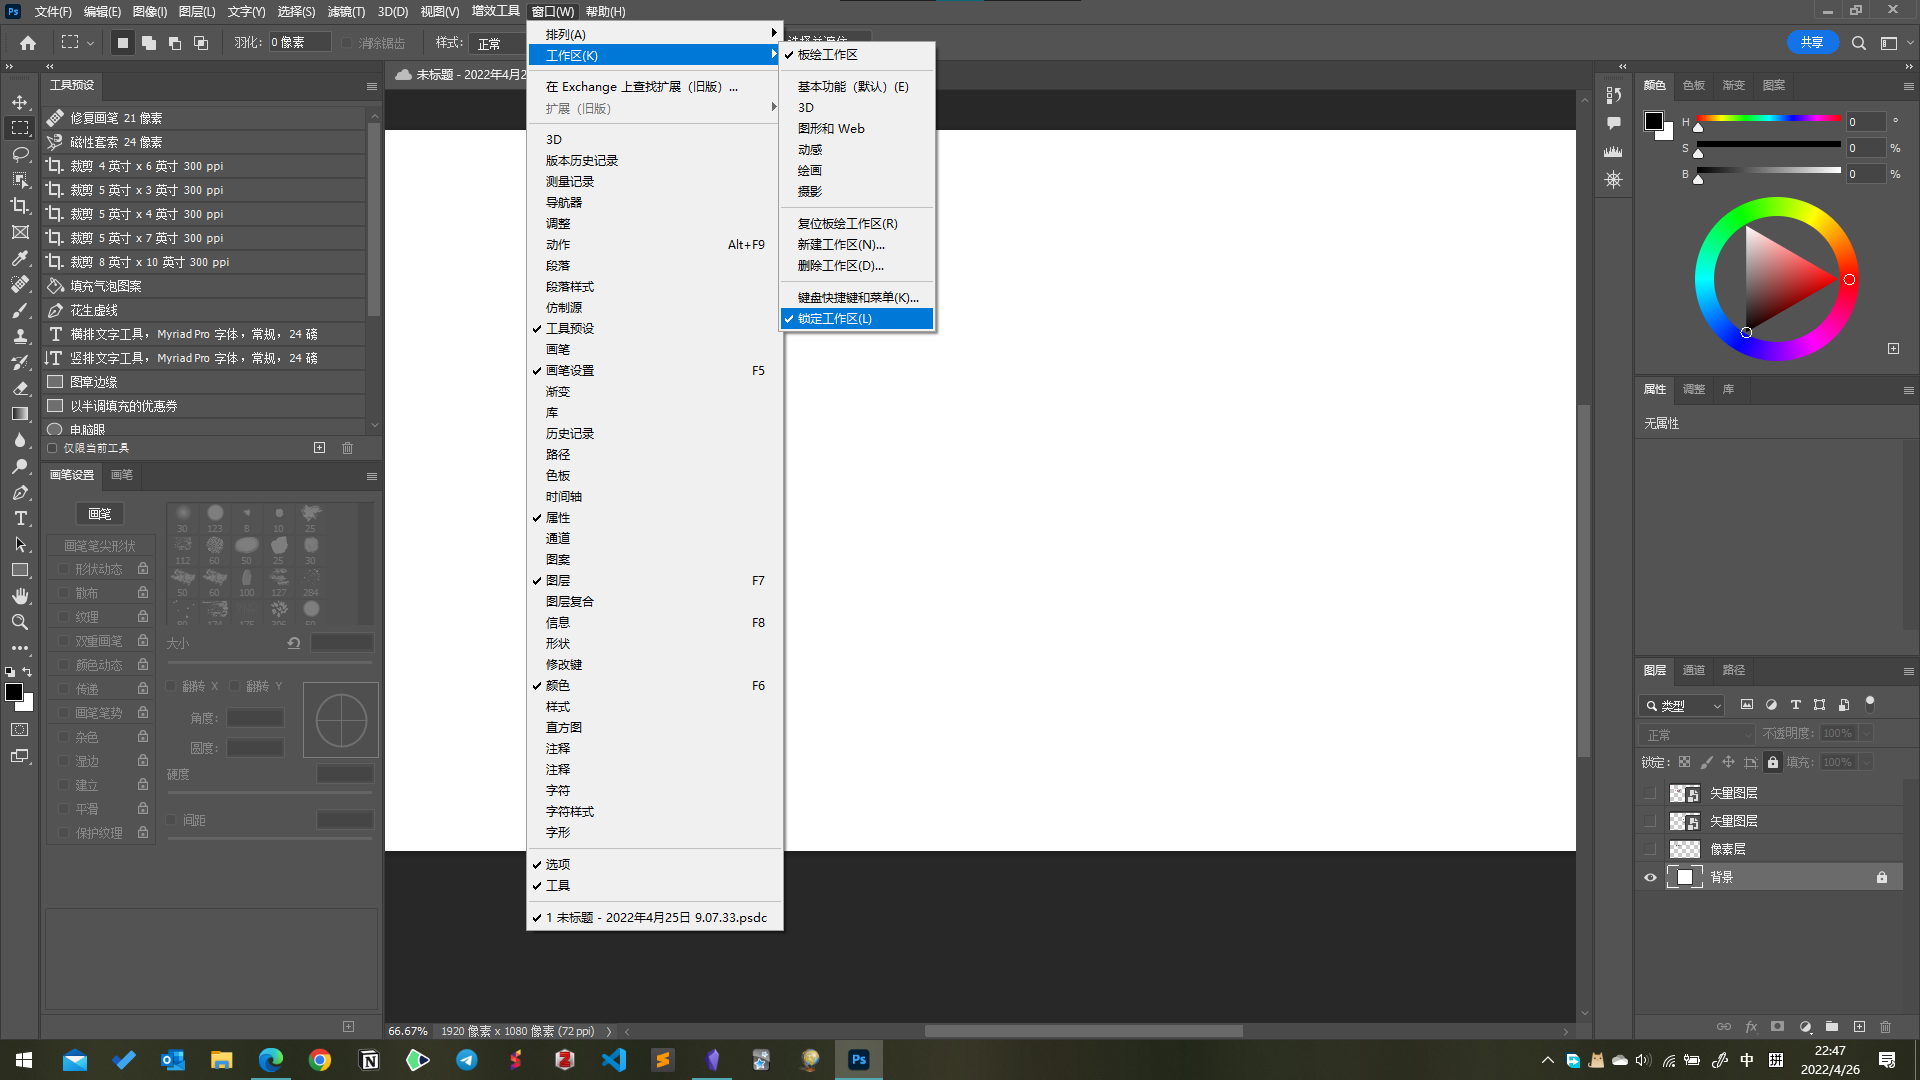 Ps 文件(F) 编辑(E) 图像(I) 图层(L) 文字(Y) 选择(S) 滤镜(T) 3D(D) 视图(V) 增效工具 窗口(W) 帮助(H)
羽化: 0 像素 消除锯齿 样式: 正常 共享
工具预设
修复画笔 21 像素
磁性套索 24 像素
裁剪 4 英寸 x 6 英寸 300 ppi
裁剪 5 英寸 x 3 英寸 300 ppi
裁剪 5 英寸 x 4 英寸 300 ppi
裁剪 5 英寸 x 7 英寸 300 ppi
裁剪 8 英寸 x 10 英寸 300 ppi
填充气泡图案
花生虚线
横排文字工具，Myriad Pro 字体，常规，24 磅
竖排文字工具，Myriad Pro 字体，常规，24 磅
图章边缘
以半调填充的优惠券
电脑眼
仅限当前工具
画笔设置 画笔
画笔
画笔笔尖形状
形状动态
散布
纹理
双重画笔
颜色动态
传递
画笔笔势
杂色
湿边
建立
平滑
保护纹理
30 123 8 10 25
112 60 50 25 30
50 60 100 127 284
80 174 175 306 50
大小
翻转 X 翻转 Y
角度:
圆度:
硬度
间距
未标题 - 2022年4月2
排列(A)
工作区(K)
在 Exchange 上查找扩展（旧版）...
扩展（旧版）
3D
版本历史记录
测量记录
导航器
调整
动作 Alt+F9
段落
段落样式
仿制源
工具预设
画笔
画笔设置 F5
渐变
库
历史记录
路径
色板
时间轴
属性
通道
图案
图层 F7
图层复合
信息 F8
形状
修改键
颜色 F6
样式
直方图
注释
注释
字符
字符样式
字形
选项
工具
1 未标题 - 2022年4月25日 9.07.33.psdc
板绘工作区
基本功能（默认）(E)
3D
图形和 Web
动感
绘画
摄影
复位板绘工作区(R)
新建工作区(N)...
删除工作区(D)...
键盘快捷键和菜单(K)...
锁定工作区(L)
颜色 色板 渐变 图案
H 0 °
S 0 %
B 0 %
属性 调整 库
无属性
图层 通道 路径
类型
正常 不透明度: 100%
锁定: 填充: 100%
矢量图层
矢量图层
像素层
背景
66.67% 1920 像素 x 1080 像素 (72 ppi)
中 拼 22:47
2022/4/26